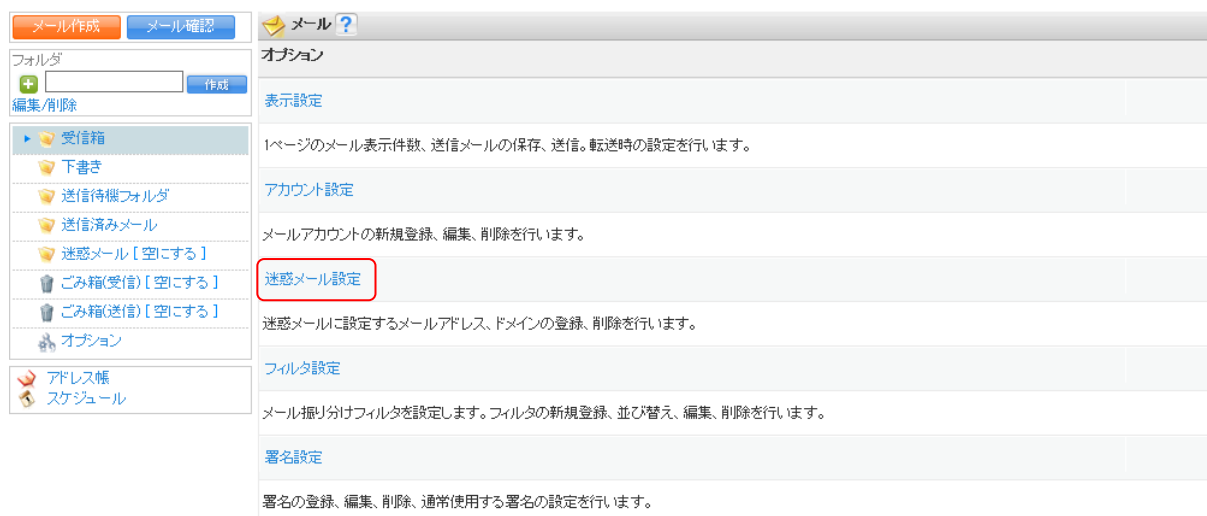 メール作成 メール確認
フォルダ
作成
編集/削除
受信箱
下書き
送信待機フォルダ
送信済みメール
迷惑メール [ 空にする ]
ごみ箱(受信) [ 空にする ]
ごみ箱(送信) [ 空にする ]
オプション
アドレス帳
スケジュール
メール ?
オプション
表示設定
1ページのメール表示件数、送信メールの保存、送信。転送時の設定を行います。
アカウント設定
メールアカウントの新規登録、編集、削除を行います。
迷惑メール設定
迷惑メールに設定するメールアドレス、ドメインの登録、削除を行います。
フィルタ設定
メール振り分けフィルタを設定します。フィルタの新規登録、並び替え、編集、削除を行います。
署名設定
署名の登録、編集、削除、通常使用する署名の設定を行います。